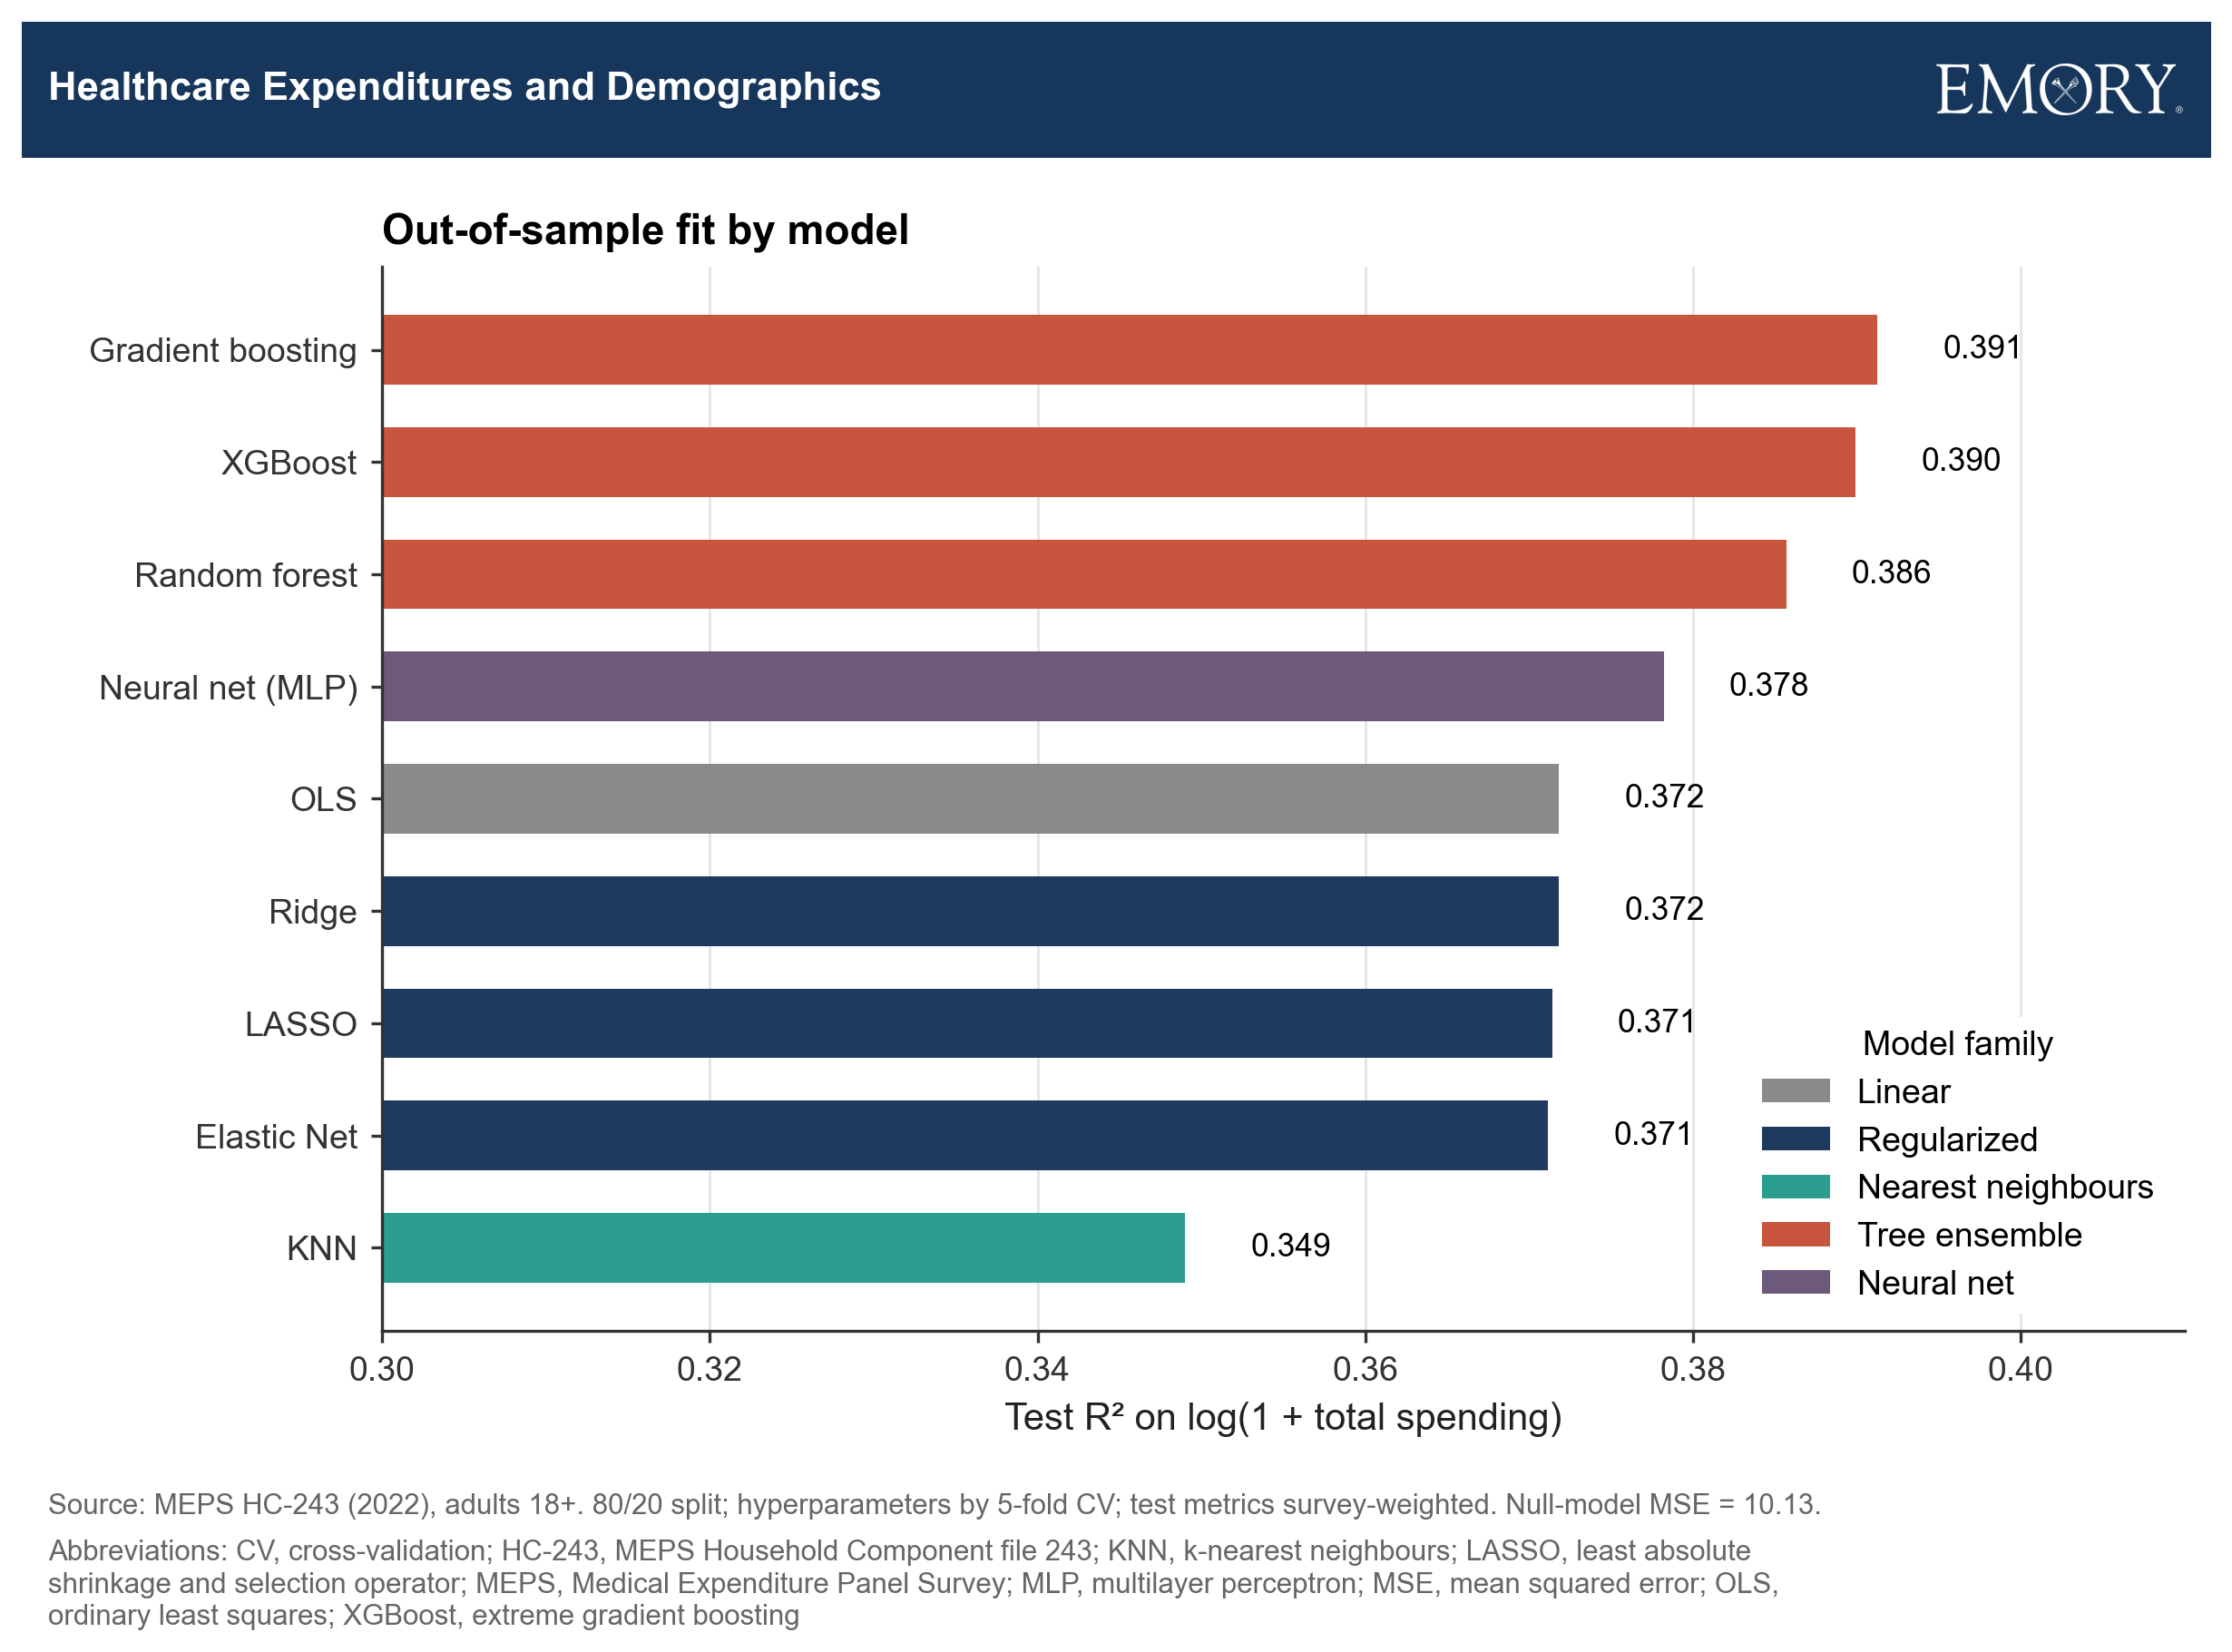 Healthcare Expenditures and Demographics
EMORY®
Out-of-sample fit by model
Gradient boosting 0.391
XGBoost 0.390
Random forest 0.386
Neural net (MLP) 0.378
OLS 0.372
Ridge 0.372
LASSO 0.371
Elastic Net 0.371
KNN 0.349
Model family
Linear
Regularized
Nearest neighbours
Tree ensemble
Neural net
0.30 0.32 0.34 0.36 0.38 0.40
Test R² on log(1 + total spending)
Source: MEPS HC-243 (2022), adults 18+. 80/20 split; hyperparameters by 5-fold CV; test metrics survey-weighted. Null-model MSE = 10.13.
Abbreviations: CV, cross-validation; HC-243, MEPS Household Component file 243; KNN, k-nearest neighbours; LASSO, least absolute
shrinkage and selection operator; MEPS, Medical Expenditure Panel Survey; MLP, multilayer perceptron; MSE, mean squared error; OLS,
ordinary least squares; XGBoost, extreme gradient boosting